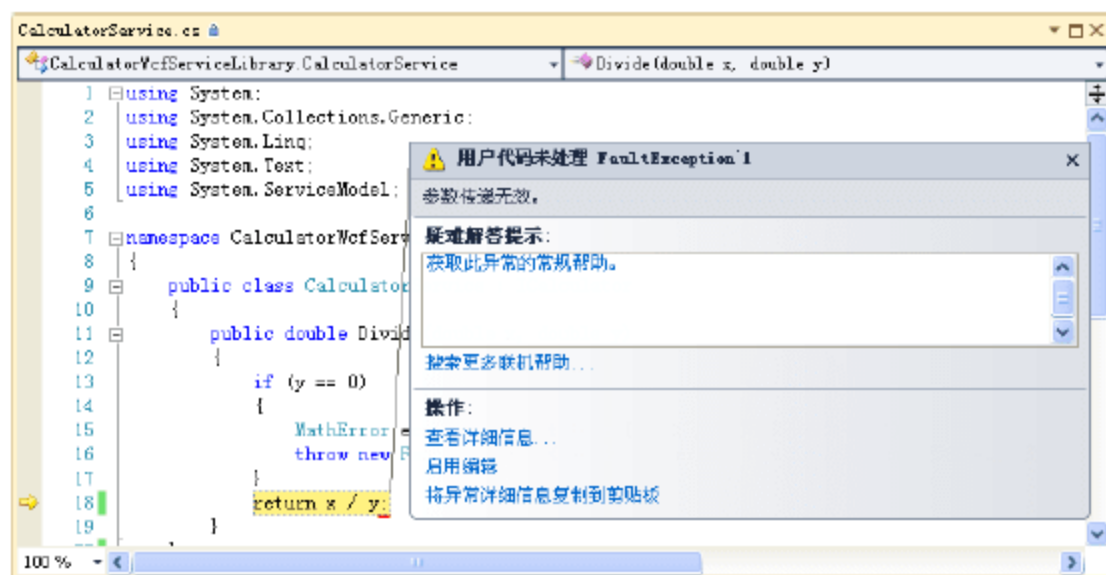 CalculatorService.cs
CalculatorWcfServiceLibrary.CalculatorService
Divide(double x, double y)
1 using System;
2 using System.Collections.Generic;
3 using System.Linq;
4 using System.Text;
5 using System.ServiceModel;
6
7 namespace CalculatorWcfServ
8 {
9 public class Calculator
10 {
11 public double Divid
12 {
13 if (y == 0)
14 {
15 MathError e
16 throw new F
17 }
18 return x / y;
19 }
用户代码未处理 FaultException`1
参数传递无效。
疑难解答提示:
获取此异常的常规帮助。
搜索更多联机帮助...
操作:
查看详细信息...
启用编辑
将异常详细信息复制到剪贴板
100 %